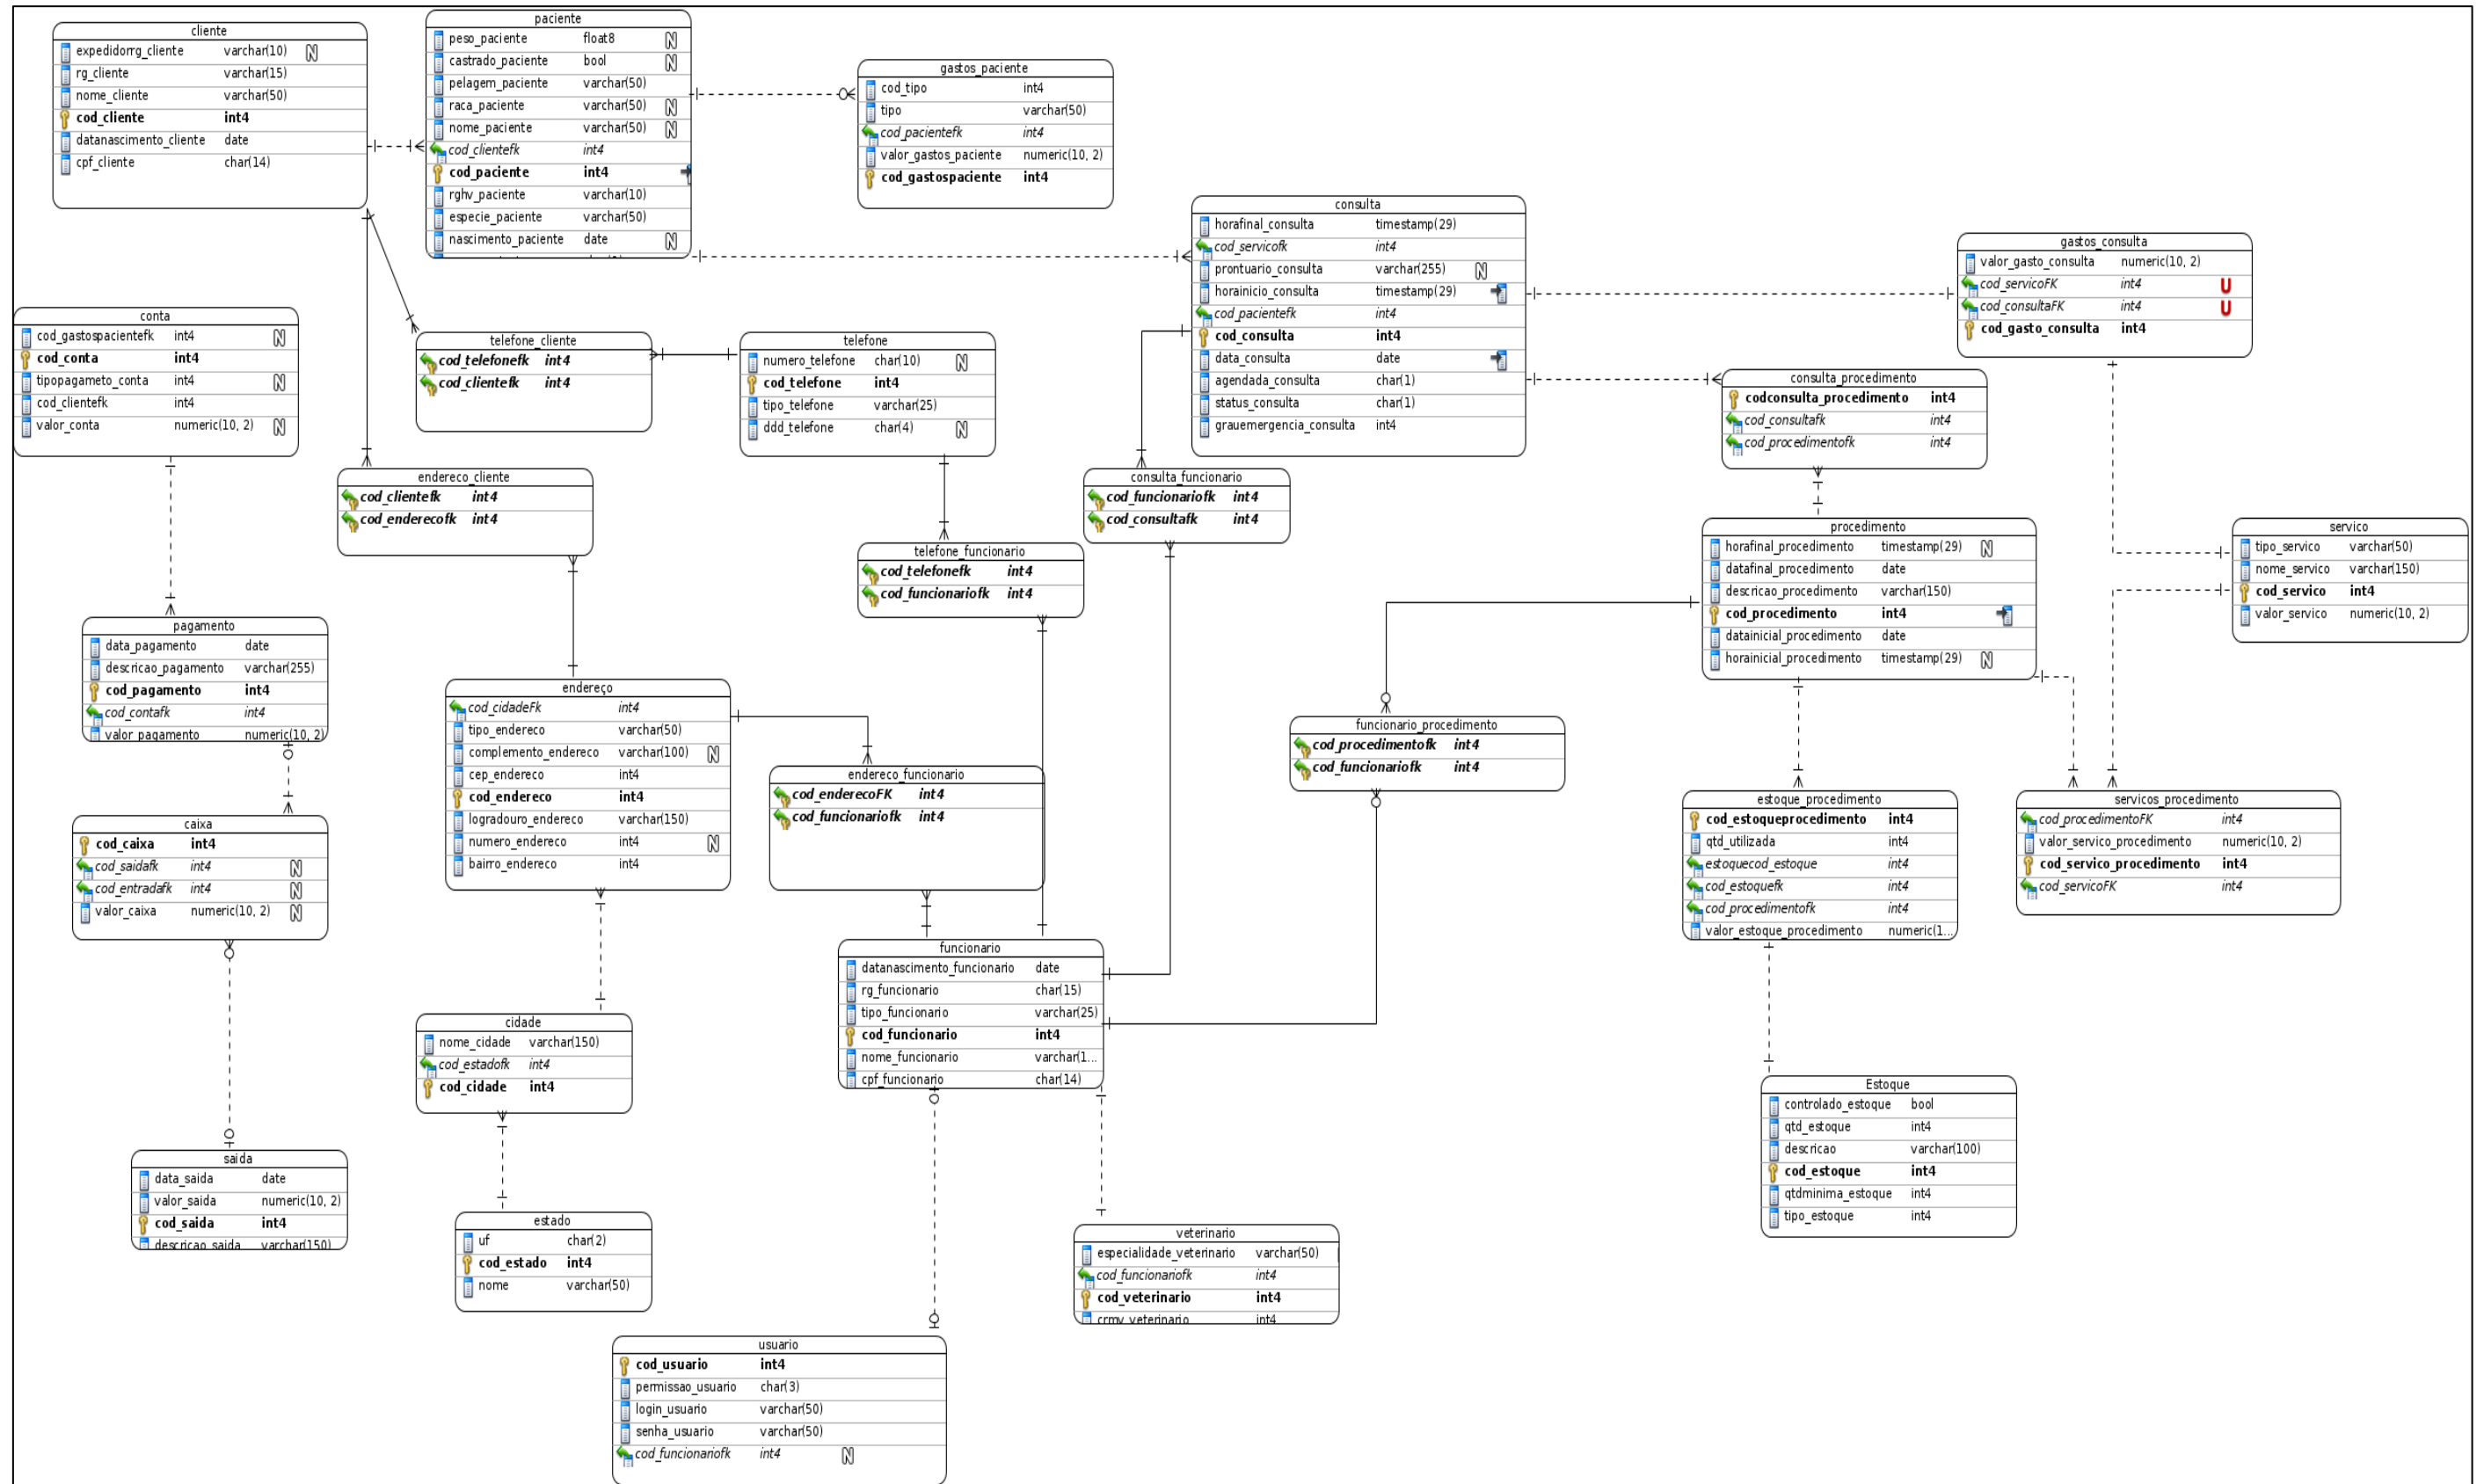 cliente
expedidorrg_cliente varchar(10) N
rg_cliente varchar(15)
nome_cliente varchar(50)
cod_cliente int4
datanascimento_cliente date
cpf_cliente char(14)
paciente
peso_paciente float8 N
castrado_paciente bool N
pelagem_paciente varchar(50)
raca_paciente varchar(50) N
nome_paciente varchar(50) N
cod_clientefk int4
cod_paciente int4
rghv_paciente varchar(10)
especie_paciente varchar(50)
nascimento_paciente date N
gastos_paciente
cod_tipo int4
tipo varchar(50)
cod_pacientefk int4
valor_gastos_paciente numeric(10, 2)
cod_gastospaciente int4
consulta
horafinal_consulta timestamp(29)
cod_servicofk int4
prontuario_consulta varchar(255) N
horainicio_consulta timestamp(29)
cod_pacientefk int4
cod_consulta int4
data_consulta date
agendada_consulta char(1)
status_consulta char(1)
grauemergencia_consulta int4
gastos_consulta
valor_gasto_consulta numeric(10, 2)
cod_servicoFK int4 U
cod_consultaFK int4 U
cod_gasto_consulta int4
conta
cod_gastospacientefk int4 N
cod_conta int4
tipopagameto_conta int4 N
cod_clientefk int4
valor_conta numeric(10, 2) N
telefone_cliente
cod_telefonefk int4
cod_clientefk int4
telefone
numero_telefone char(10) N
cod_telefone int4
tipo_telefone varchar(25)
ddd_telefone char(4) N
consulta_procedimento
codconsulta_procedimento int4
cod_consultafk int4
cod_procedimentofk int4
endereco_cliente
cod_clientefk int4
cod_enderecofk int4
consulta_funcionario
cod_funcionariofk int4
cod_consultafk int4
telefone_funcionario
cod_telefonefk int4
cod_funcionariofk int4
procedimento
horafinal_procedimento timestamp(29) N
datafinal_procedimento date
descricao_procedimento varchar(150)
cod_procedimento int4
datainicial_procedimento date
horainicial_procedimento timestamp(29) N
servico
tipo_servico varchar(50)
nome_servico varchar(150)
cod_servico int4
valor_servico numeric(10, 2)
pagamento
data_pagamento date
descricao_pagamento varchar(255)
cod_pagamento int4
cod_contafk int4
valor_pagamento numeric(10, 2)
endereço
cod_cidadeFk int4
tipo_endereco varchar(50)
complemento_endereco varchar(100) N
cep_endereco int4
cod_endereco int4
logradouro_endereco varchar(150)
numero_endereco int4 N
bairro_endereco int4
endereco_funcionario
cod_enderecoFK int4
cod_funcionariofk int4
funcionario_procedimento
cod_procedimentofk int4
cod_funcionariofk int4
estoque_procedimento
cod_estoqueprocedimento int4
qtd_utilizada int4
estoquecod_estoque int4
cod_estoquefk int4
cod_procedimentofk int4
valor_estoque_procedimento numeric(1...
servicos_procedimento
cod_procedimentoFK int4
valor_servico_procedimento numeric(10, 2)
cod_servico_procedimento int4
cod_servicoFK int4
caixa
cod_caixa int4
cod_saidafk int4 N
cod_entradafk int4 N
valor_caixa numeric(10, 2) N
funcionario
datanascimento_funcionario date
rg_funcionario char(15)
tipo_funcionario varchar(25)
cod_funcionario int4
nome_funcionario varchar(1...
cpf_funcionario char(14)
cidade
nome_cidade varchar(150)
cod_estadofk int4
cod_cidade int4
Estoque
controlado_estoque bool
qtd_estoque int4
descricao varchar(100)
cod_estoque int4
qtdminima_estoque int4
tipo_estoque int4
saida
data_saida date
valor_saida numeric(10, 2)
cod_saida int4
descricao_saida varchar(150)
estado
uf char(2)
cod_estado int4
nome varchar(50)
veterinario
especialidade_veterinario varchar(50)
cod_funcionariofk int4
cod_veterinario int4
crmv_veterinario int4
usuario
cod_usuario int4
permissao_usuario char(3)
login_usuario varchar(50)
senha_usuario varchar(50)
cod_funcionariofk int4 N